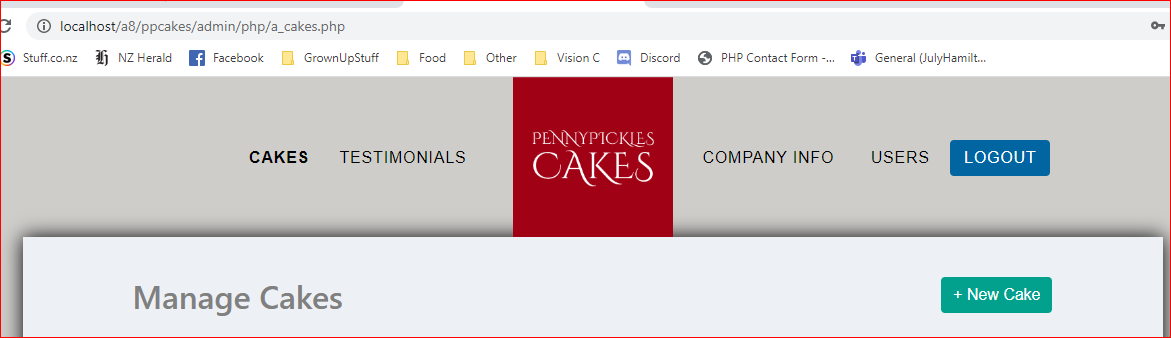 localhost/a8/ppcakes/admin/php/a_cakes.php
Stuff.co.nz NZ Herald Facebook GrownUpStuff Food Other Vision C Discord PHP Contact Form -... General (JulyHamilt...
CAKES TESTIMONIALS
PENNYPICKLES
CAKES
COMPANY INFO USERS LOGOUT
Manage Cakes
+ New Cake